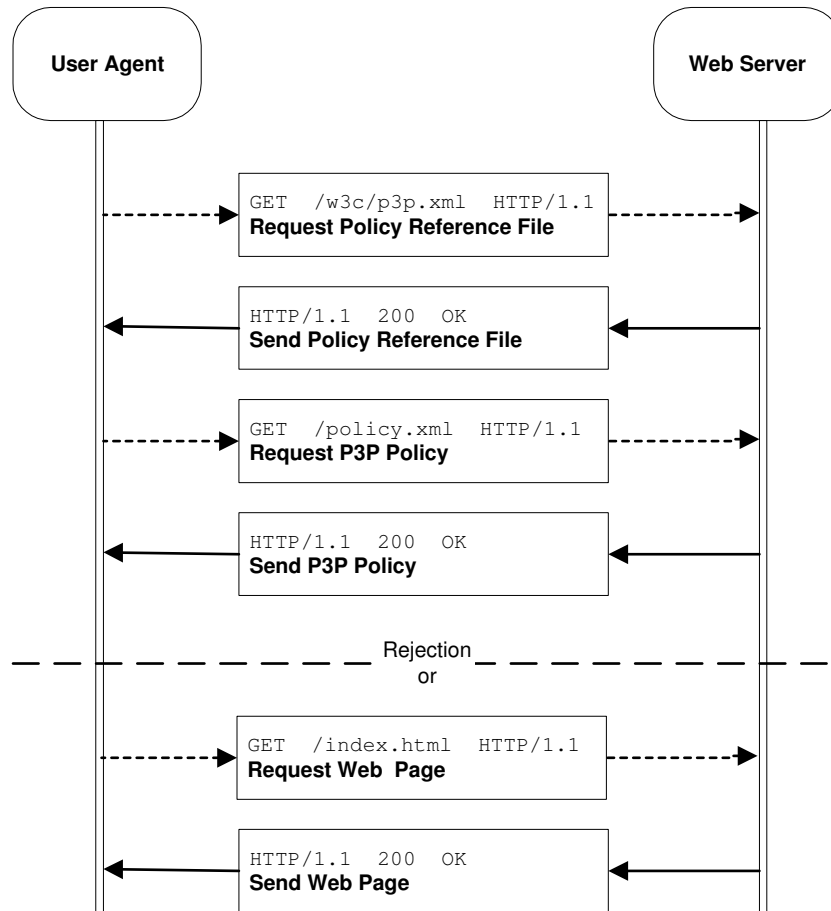 User Agent
Web Server
GET /w3c/p3p.xml HTTP/1.1
Request Policy Reference File
HTTP/1.1 200 OK
Send Policy Reference File
GET /policy.xml HTTP/1.1
Request P3P Policy
HTTP/1.1 200 OK
Send P3P Policy
Rejection
or
GET /index.html HTTP/1.1
Request Web Page
HTTP/1.1 200 OK
Send Web Page